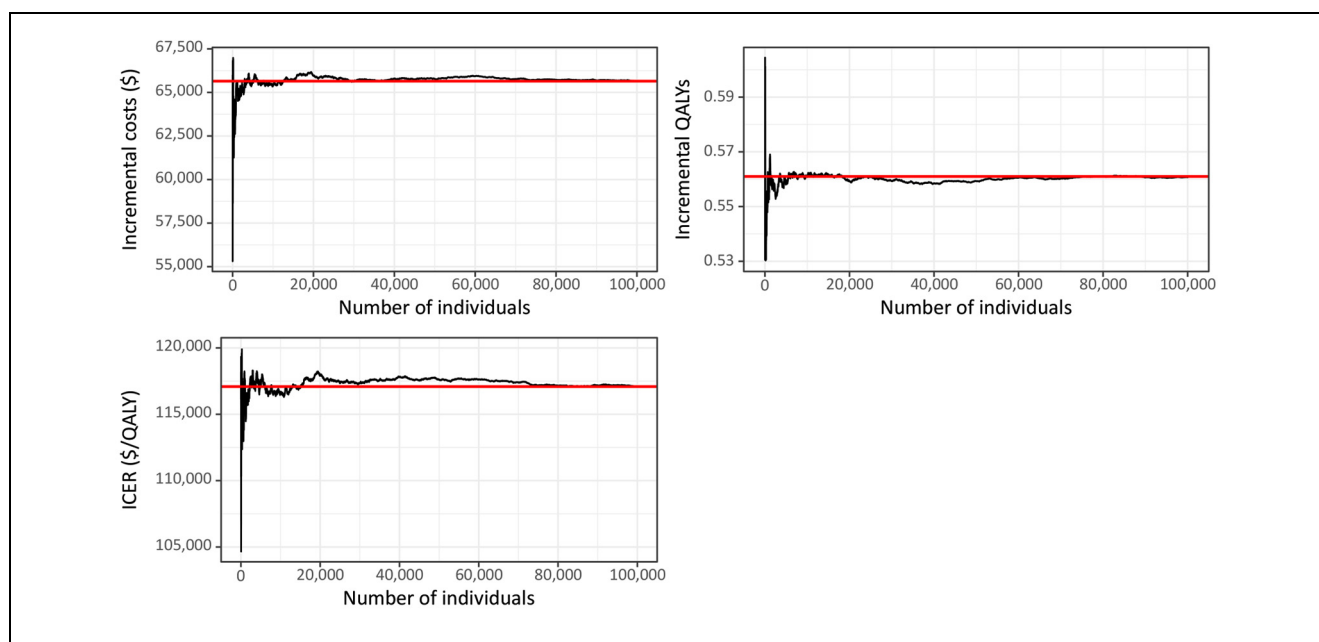 Incremental costs ($)
67,500
65,000
62,500
60,000
57,500
55,000
0 20,000 40,000 60,000 80,000 100,000
Number of individuals
Incremental QALYs
0.59
0.57
0.55
0.53
0 20,000 40,000 60,000 80,000 100,000
Number of individuals
ICER ($/QALY)
120,000
115,000
110,000
105,000
0 20,000 40,000 60,000 80,000 100,000
Number of individuals